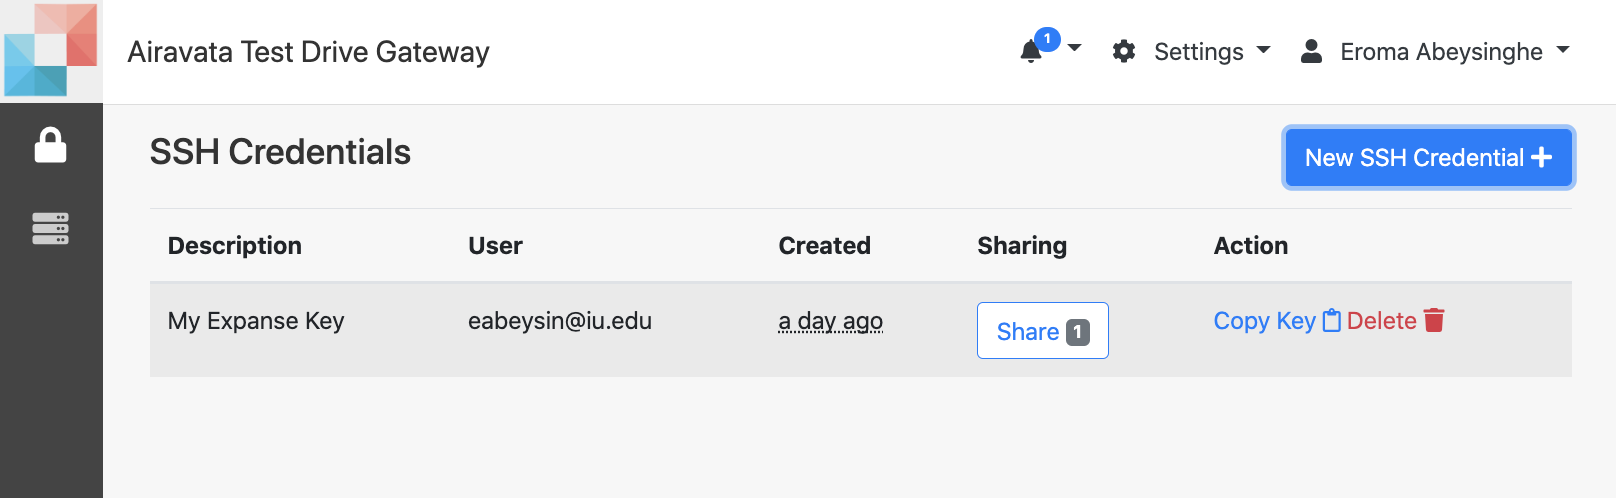 Airavata Test Drive Gateway
1
Settings
Eroma Abeysinghe
SSH Credentials
New SSH Credential
Description User Created Sharing Action
My Expanse Key eabeysin@iu.edu a day ago Share 1 Copy Key Delete